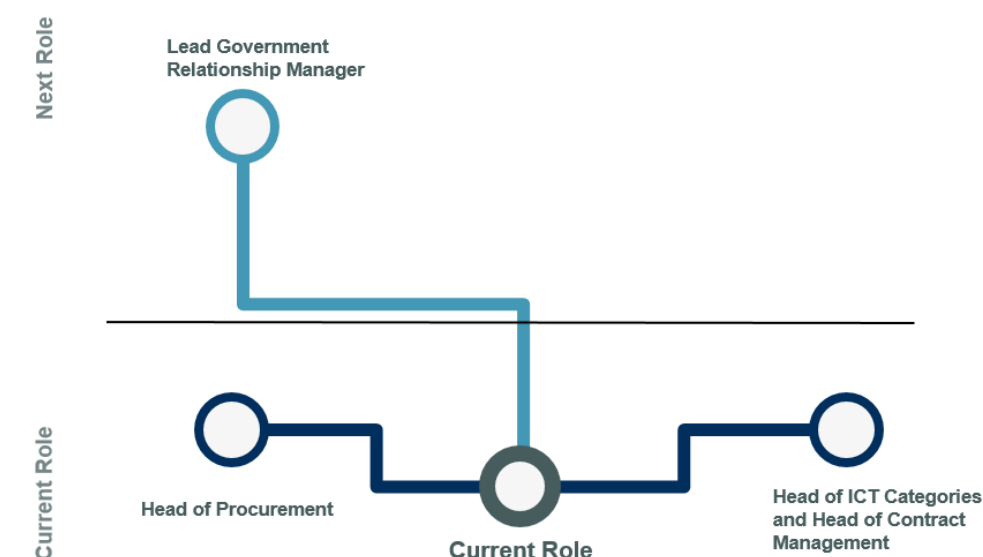 Next Role
Lead Government
Relationship Manager
Current Role
Head of Procurement
Current Role
Head of ICT Categories
and Head of Contract
Management